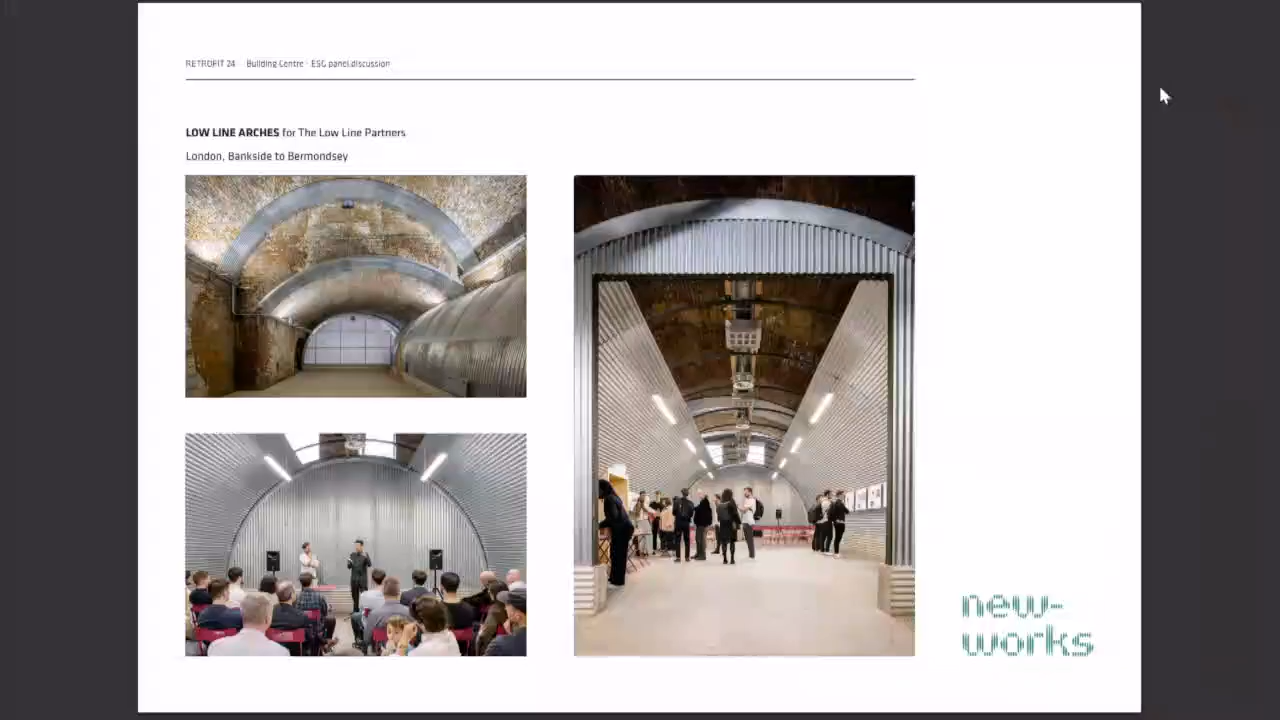 RETROFIT 24 Building Centre - ESG panel discussion
LOW LINE ARCHES for The Low Line Partners
London, Bankside to Bermondsey
new-
works